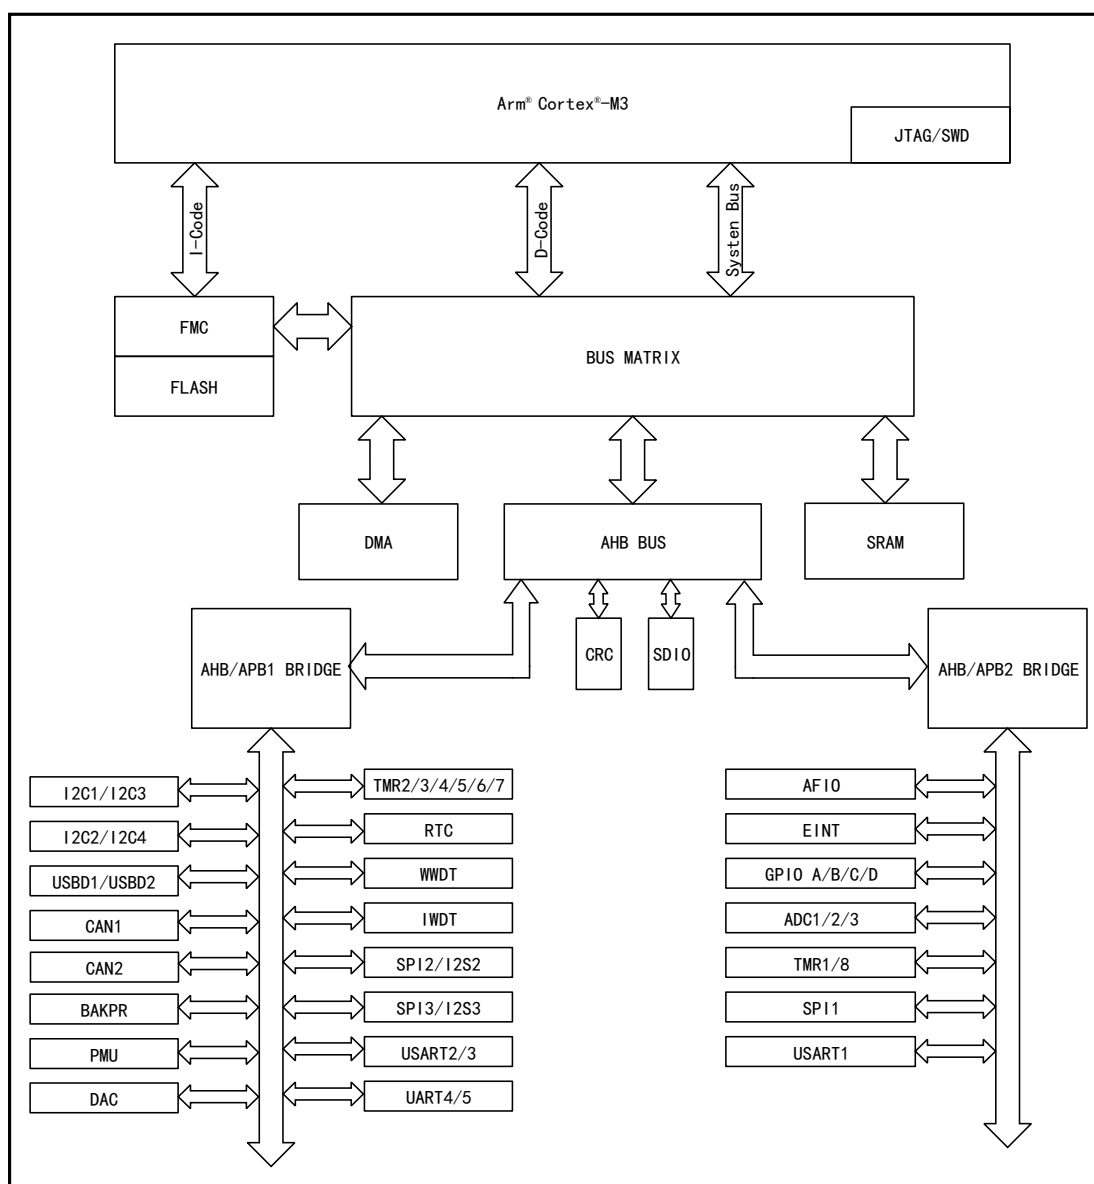 Arm® Cortex®-M3
JTAG/SWD
I-Code
D-Code
Systen Bus
FMC
FLASH
BUS MATRIX
DMA
AHB BUS
SRAM
CRC
SDIO
AHB/APB1 BRIDGE
AHB/APB2 BRIDGE
I2C1/I2C3
I2C2/I2C4
USBD1/USBD2
CAN1
CAN2
BAKPR
PMU
DAC
TMR2/3/4/5/6/7
RTC
WWDT
IWDT
SPI2/I2S2
SPI3/I2S3
USART2/3
UART4/5
AFIO
EINT
GPIO A/B/C/D
ADC1/2/3
TMR1/8
SPI1
USART1